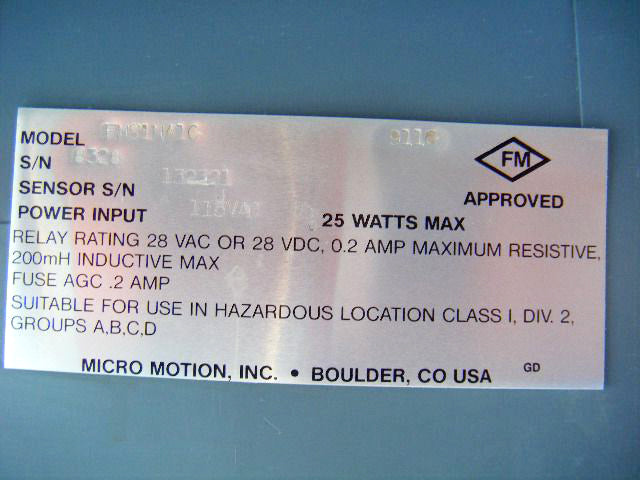 MODEL
S/N 8328
SENSOR S/N 132321
POWER INPUT 25 WATTS MAX
FM
APPROVED
RELAY RATING 28 VAC OR 28 VDC, 0.2 AMP MAXIMUM RESISTIVE,
200mH INDUCTIVE MAX
FUSE AGC .2 AMP
SUITABLE FOR USE IN HAZARDOUS LOCATION CLASS I, DIV. 2,
GROUPS A,B,C,D
MICRO MOTION, INC. • BOULDER, CO USA GD